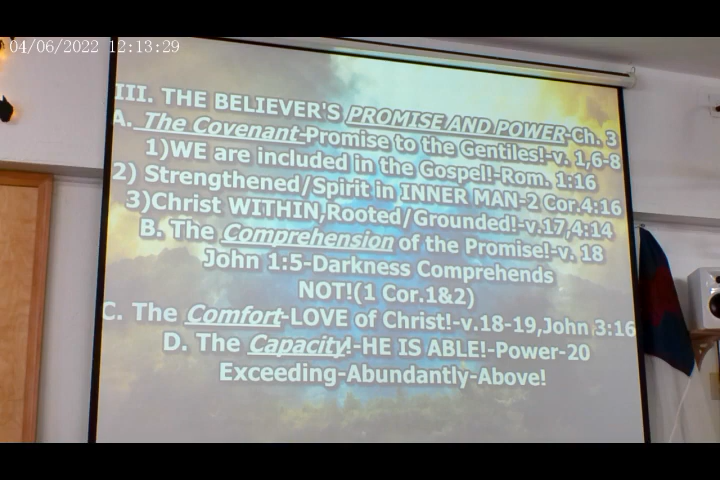 04/06/2022 12:13:29
III. THE BELIEVER'S PROMISE AND POWER-Ch. 3
A. The Covenant-Promise to the Gentiles!-v. 1,6-8
1)WE are included in the Gospel!-Rom. 1:16
2) Strengthened/Spirit in INNER MAN-2 Cor.4:16
3)Christ WITHIN,Rooted/Grounded!-v.17,4:14
B. The Comprehension of the Promise!-v. 18
John 1:5-Darkness Comprehends
NOT!(1 Cor.1&2)
C. The Comfort-LOVE of Christ!-v.18-19,John 3:16
D. The Capacity!-HE IS ABLE!-Power-20
Exceeding-Abundantly-Above!